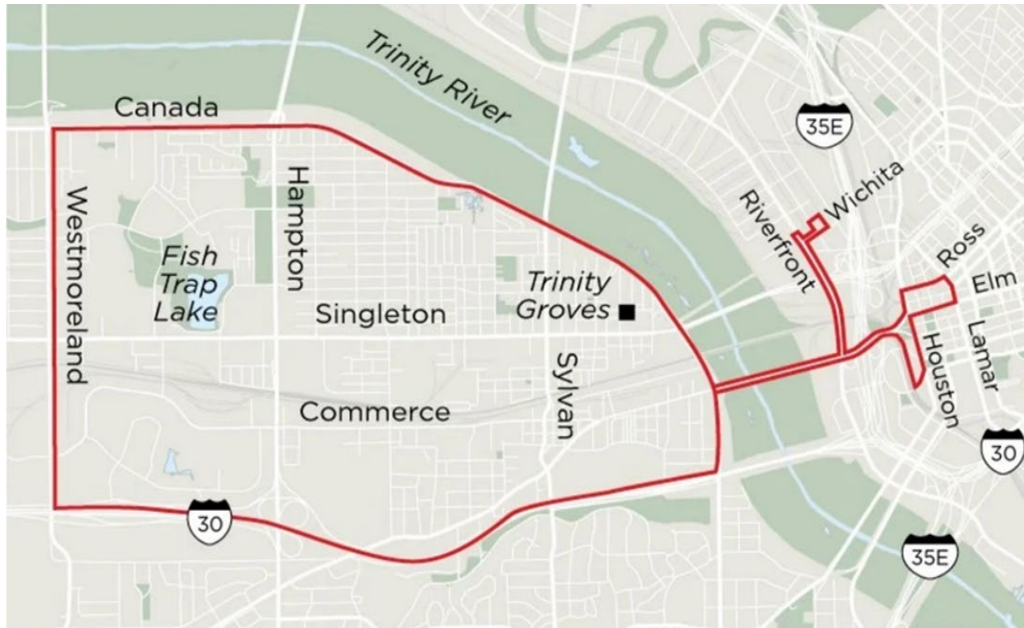 Trinity River
Canada
35E
Wichita
Riverfront
Westmoreland
Hampton
Ross
Fish
Trap
Lake
Trinity
Groves
Elm
Singleton
Houston
Lamar
Sylvan
Commerce
30
30
35E